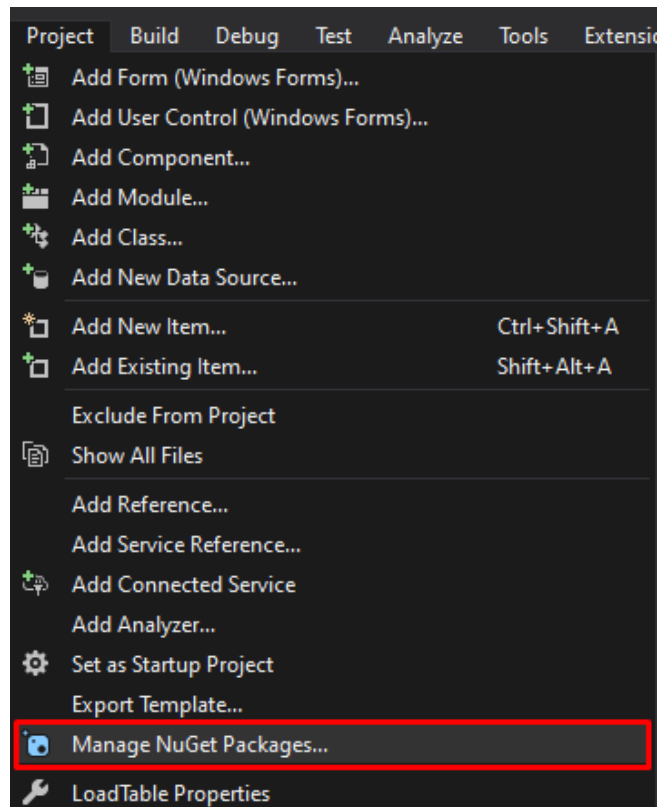 Project Build Debug Test Analyze Tools Extensio
Add Form (Windows Forms)...
Add User Control (Windows Forms)...
Add Component...
Add Module...
Add Class...
Add New Data Source...
Add New Item... Ctrl+Shift+A
Add Existing Item... Shift+Alt+A
Exclude From Project
Show All Files
Add Reference...
Add Service Reference...
Add Connected Service
Add Analyzer...
Set as Startup Project
Export Template...
Manage NuGet Packages...
LoadTable Properties